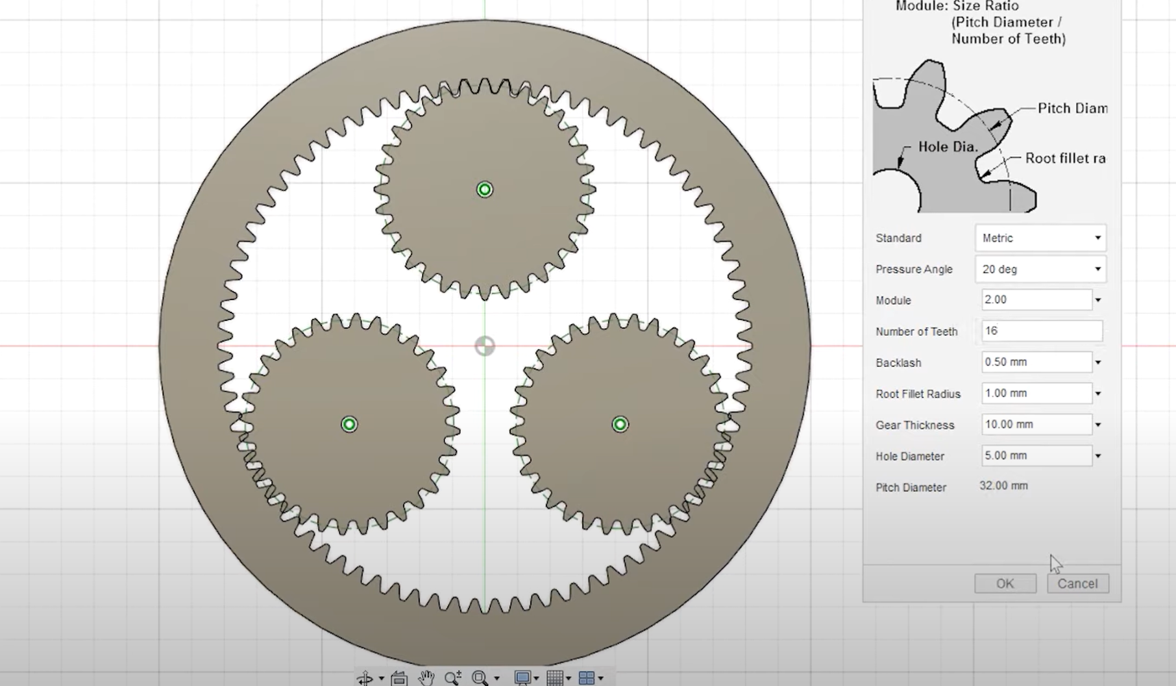 Module: Size Ratio
(Pitch Diameter /
Number of Teeth)
Pitch Diam
Hole Dia.
Root fillet ra
Standard Metric
Pressure Angle 20 deg
Module 2.00
Number of Teeth 16
Backlash 0.50 mm
Root Fillet Radius 1.00 mm
Gear Thickness 10.00 mm
Hole Diameter 5.00 mm
Pitch Diameter 32.00 mm
OK Cancel